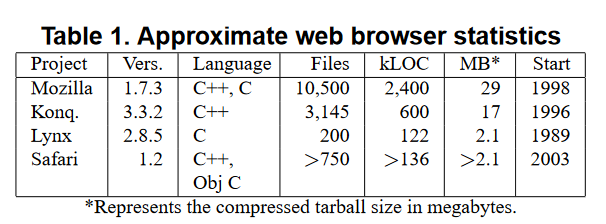 Table 1. Approximate web browser statistics
Project Vers. Language Files kLOC MB* Start
Mozilla 1.7.3 C++, C 10,500 2,400 29 1998
Konq. 3.3.2 C++ 3,145 600 17 1996
Lynx 2.8.5 C 200 122 2.1 1989
Safari 1.2 C++, >750 >136 >2.1 2003
Obj C
*Represents the compressed tarball size in megabytes.